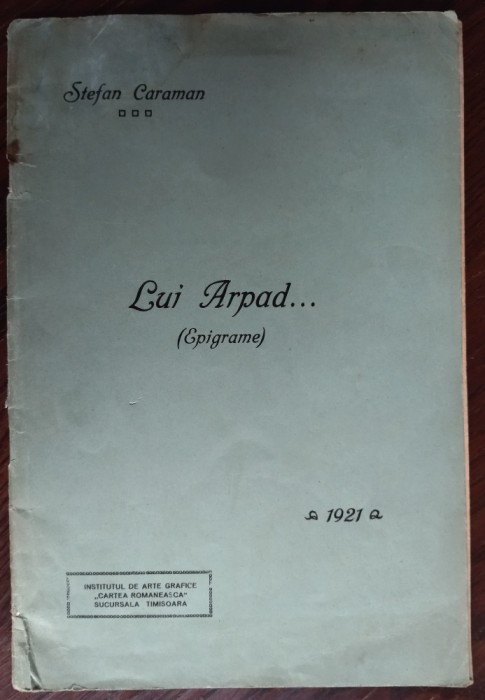 Stefan Caraman
Lui Arpad...
(Epigrame)
1921
INSTITUTUL DE ARTE GRAFICE
„CARTEA ROMANEASCA"
SUCURSALA TIMISOARA